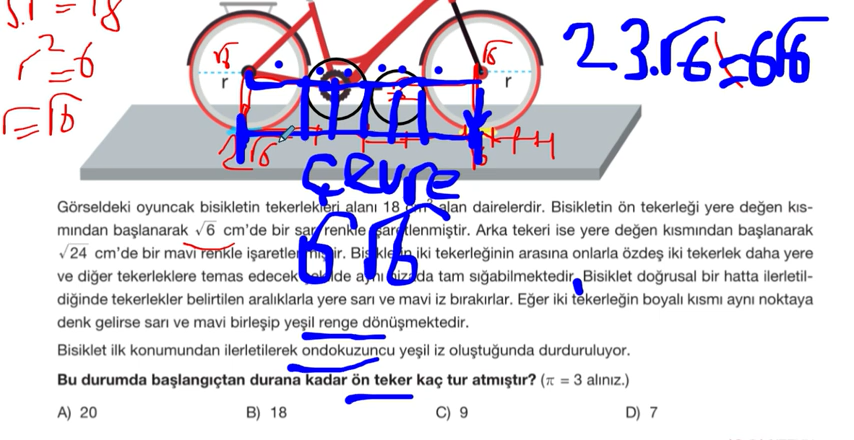 3.r² = 18
r² = 6
r = √6
2.3.√6 = 6√6
√6
√6
r
r
2√6
√6
ÇEVRE
6√6
Görseldeki oyuncak bisikletin tekerlekleri alanı 18 cm² alan dairelerdir. Bisikletin ön tekerleği yere değen kıs-
mından başlanarak √6 cm'de bir sarı renkle işaretlenmiştir. Arka tekeri ise yere değen kısmından başlanarak
√24 cm'de bir mavi renkle işaretlenmiştir. Bisikletin iki tekerleğinin arasına onlarla özdeş iki tekerlek daha yere
ve diğer tekerleklere temas edecek şekilde aynı hizada tam sığabilmektedir. Bisiklet doğrusal bir hatta ilerletil-
diğinde tekerlekler belirtilen aralıklarla yere sarı ve mavi iz bırakırlar. Eğer iki tekerleğin boyalı kısmı aynı noktaya
denk gelirse sarı ve mavi birleşip yeşil renge dönüşmektedir.
Bisiklet ilk konumundan ilerletilerek ondokuzuncu yeşil iz oluştuğunda durduruluyor.
Bu durumda başlangıçtan durana kadar ön teker kaç tur atmıştır? (π = 3 alınız.)
A) 20 B) 18 C) 9 D) 7